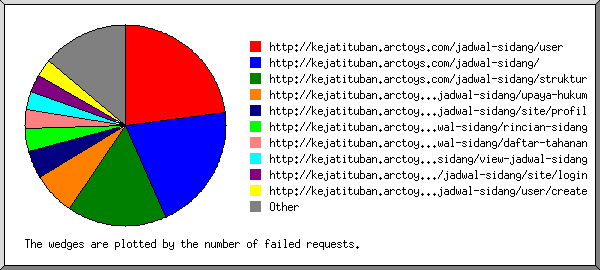 http://kejatituban.arctoys.com/jadwal-sidang/user
http://kejatituban.arctoys.com/jadwal-sidang/
http://kejatituban.arctoys.com/jadwal-sidang/struktur
http://kejatituban.arctoy...jadwal-sidang/upaya-hukum
http://kejatituban.arctoy...jadwal-sidang/site/profil
http://kejatituban.arctoy...wal-sidang/rincian-sidang
http://kejatituban.arctoy...wal-sidang/daftar-tahanan
http://kejatituban.arctoy...sidang/view-jadwal-sidang
http://kejatituban.arctoy.../jadwal-sidang/site/login
http://kejatituban.arctoy...jadwal-sidang/user/create
Other
The wedges are plotted by the number of failed requests.